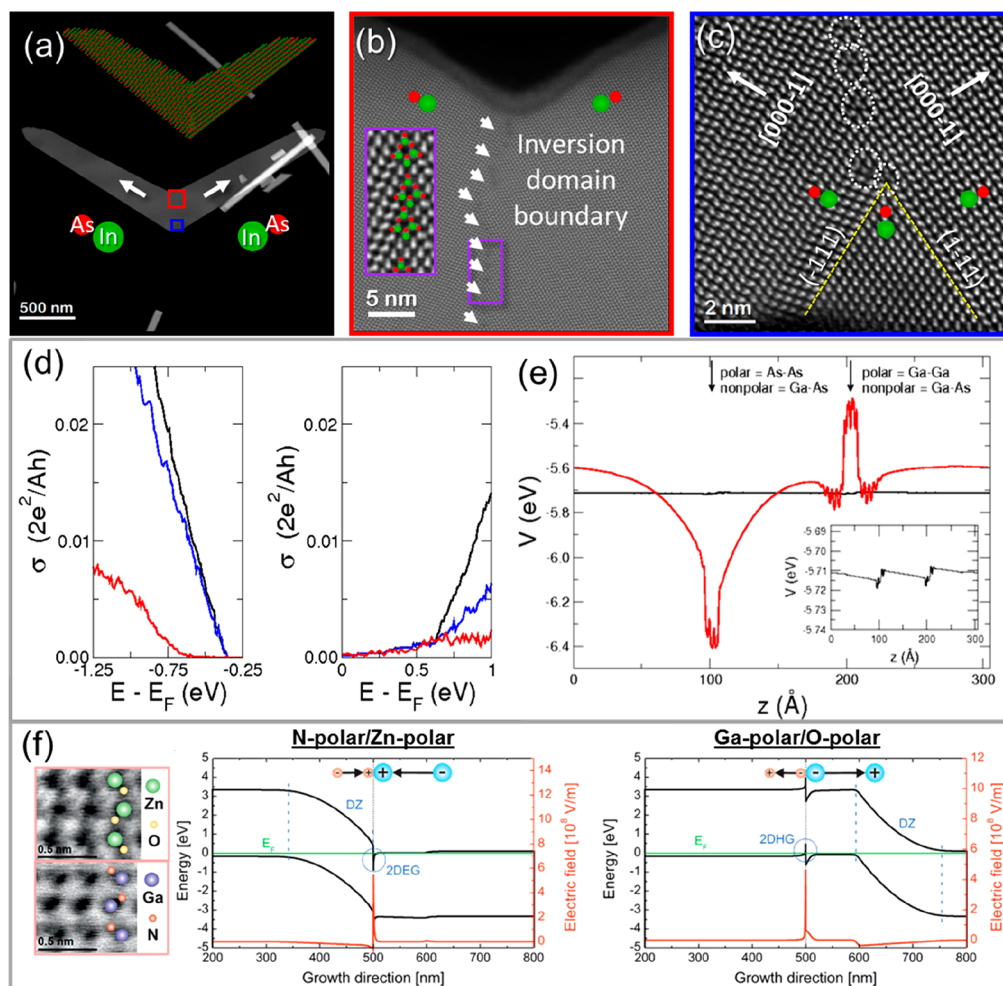 (a)
As
In
In
As
500 nm
(b)
Inversion
domain
boundary
5 nm
(c)
[000-1]
[000-1]
(-111)
(1-11)
2 nm
(d)
σ (2e²/Ah)
0.02
0.01
0.00
-1.25
-0.75
-0.25
E - E_F (eV)
σ (2e²/Ah)
0.02
0.01
0.00
0
0.5
1
E - E_F (eV)
(e)
polar = As-As
nonpolar = Ga-As
polar = Ga-Ga
nonpolar = Ga-As
V (eV)
-5.4
-5.6
-5.8
-6.0
-6.2
-6.4
0
100
200
300
z (Å)
V (eV)
-5.69
-5.70
-5.71
-5.72
-5.73
-5.74
0
100
200
300
z (Å)
(f)
Zn
O
0.5 nm
Ga
N
0.5 nm
N-polar/Zn-polar
Energy [eV]
5
4
3
2
1
0
-1
-2
-3
-4
-5
DZ
E_F
2DEG
- + + -
12
10
8
6
4
2
0
Electric field [10⁸ V/m]
200
300
400
500
600
700
800
Growth direction [nm]
Ga-polar/O-polar
Energy [eV]
5
4
3
2
1
0
-1
-2
-3
-4
-5
+ - - +
DZ
E_F
2DHG
10
8
6
4
2
0
Electric field [10⁸ V/m]
200
300
400
500
600
700
800
Growth direction [nm]